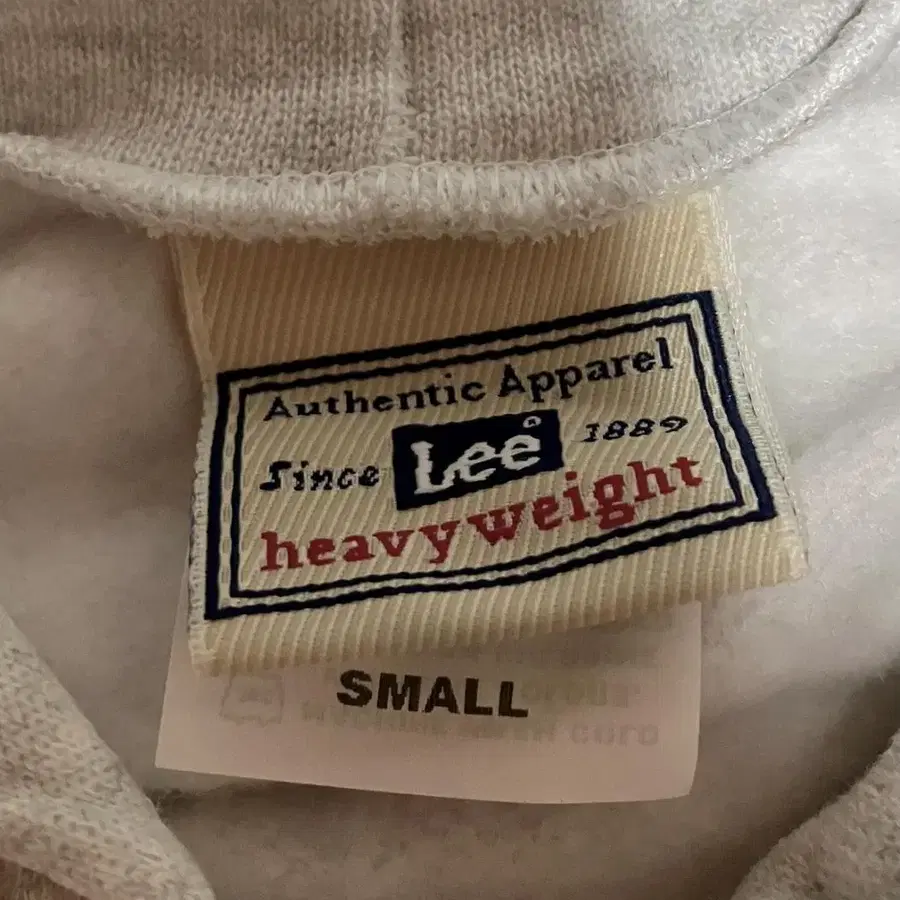 Authentic Apparel
Since Lee® 1889
heavyweight
SMALL